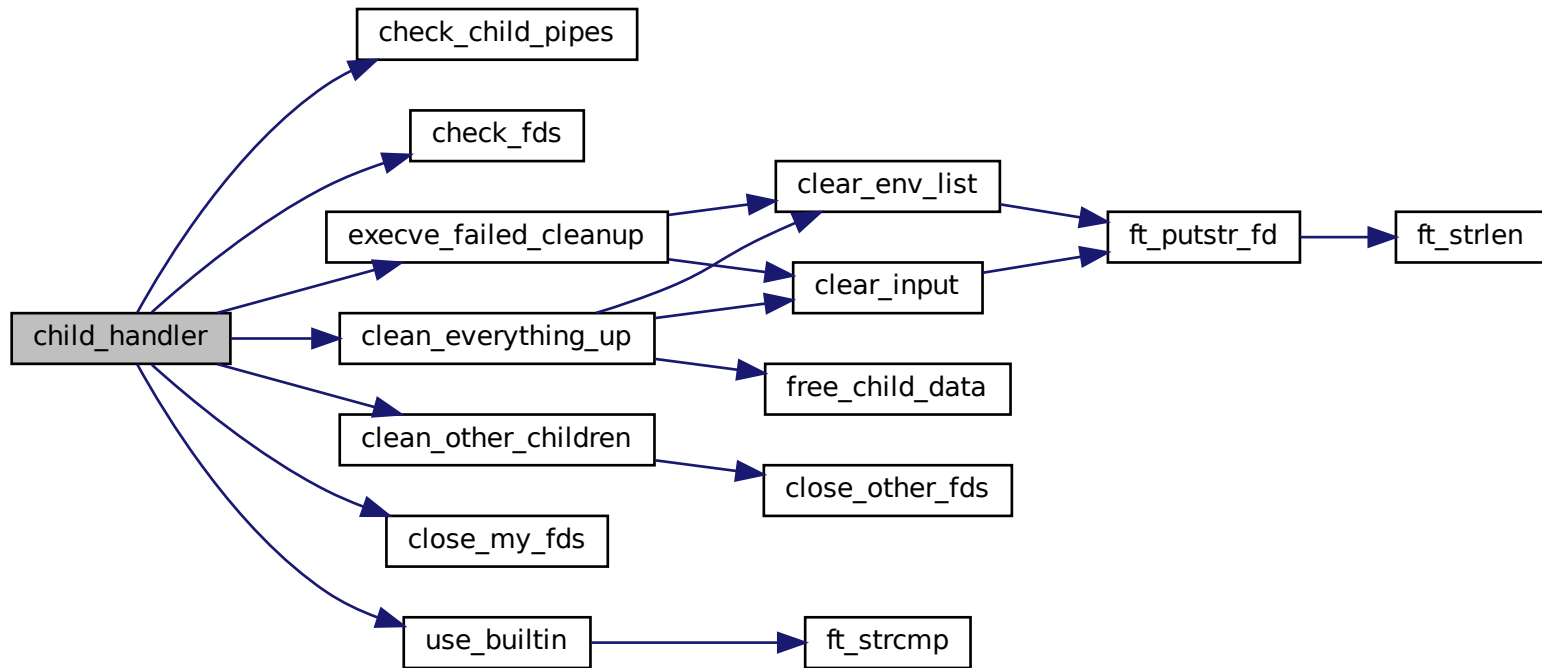 check_child_pipes
check_fds
clear_env_list
execve_failed_cleanup
ft_putstr_fd
ft_strlen
clear_input
child_handler
clean_everything_up
free_child_data
clean_other_children
close_other_fds
close_my_fds
use_builtin
ft_strcmp